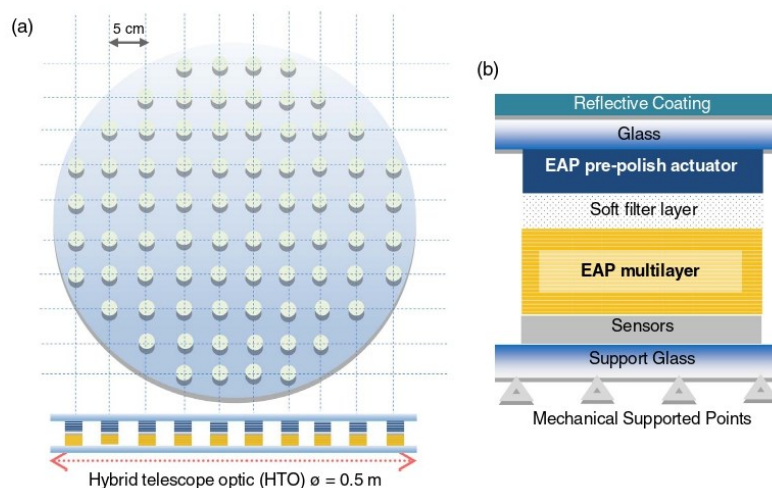 (a)
5 cm
Hybrid telescope optic (HTO) ø = 0.5 m
(b)
Reflective Coating
Glass
EAP pre-polish actuator
Soft filter layer
EAP multilayer
Sensors
Support Glass
Mechanical Supported Points